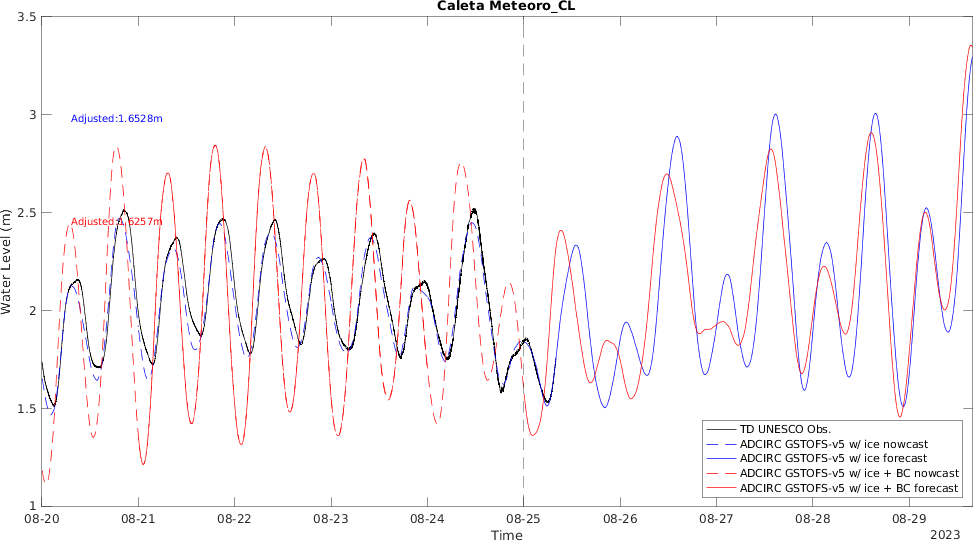 Caleta Meteoro_CL
3.5
3
2.5
2
1.5
1
Water Level (m)
Adjusted:1.6528m
Adjusted:1.6257m
08-20
08-21
08-22
08-23
08-24
08-25
08-26
08-27
08-28
08-29
Time
2023
TD UNESCO Obs.
ADCIRC GSTOFS-v5 w/ ice nowcast
ADCIRC GSTOFS-v5 w/ ice forecast
ADCIRC GSTOFS-v5 w/ ice + BC nowcast
ADCIRC GSTOFS-v5 w/ ice + BC forecast